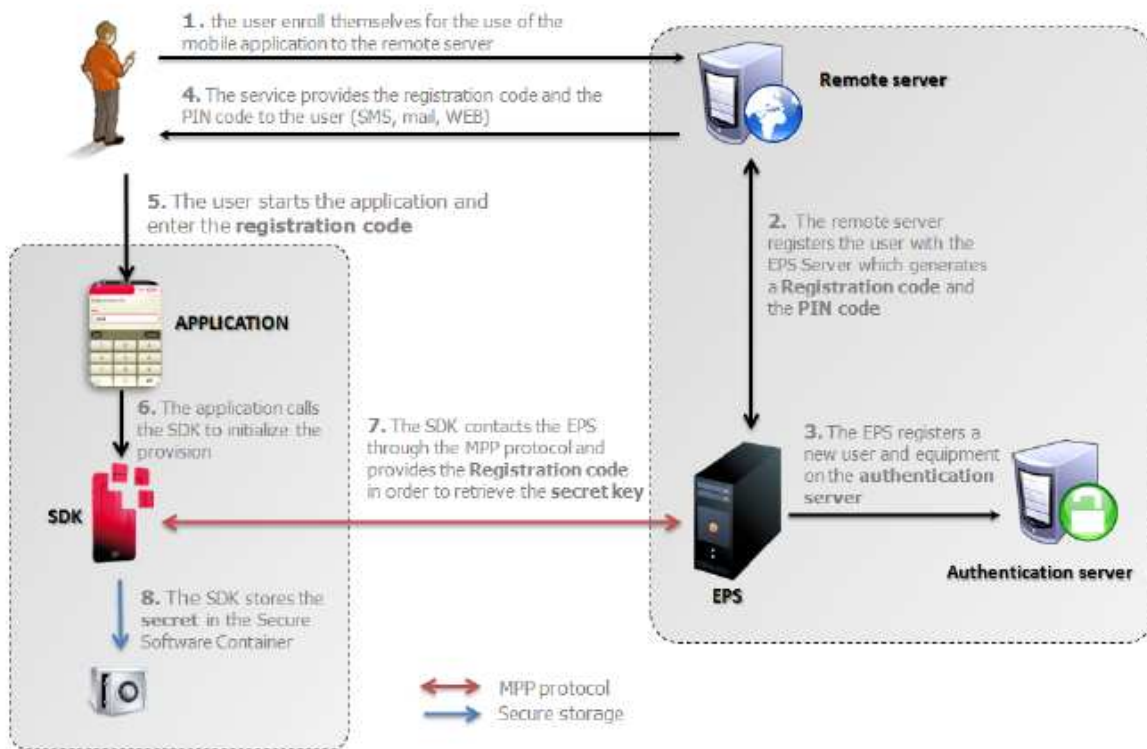 1. the user enroll themselves for the use of the
mobile application to the remote server
Remote server
4. The service provides the registration code and the
PIN code to the user (SMS, mail, WEB)
5. The user starts the application and
enter the registration code
2. The remote server
registers the user with the
EPS Server which generates
a Registration code and
the PIN code
APPLICATION
6. The application calls
the SDK to initialize the
provision
7. The SDK contacts the EPS
through the MPP protocol and
provides the Registration code
in order to retrieve the secret key
3. The EPS registers a
new user and equipment
on the authentication
server
SDK
EPS
Authentication server
8. The SDK stores the
secret in the Secure
Software Container
MPP protocol
Secure storage